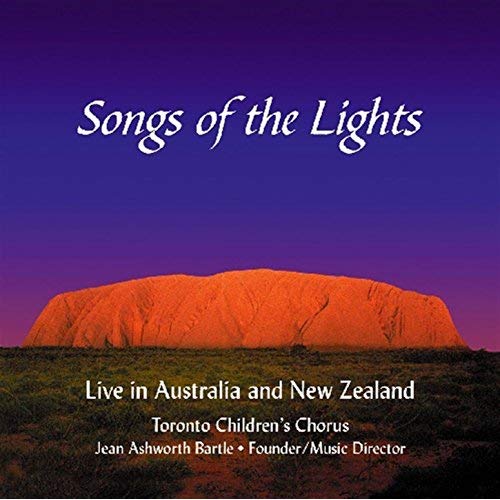 Songs of the Lights
Live in Australia and New Zealand
Toronto Children's Chorus
Jean Ashworth Bartle • Founder/Music Director